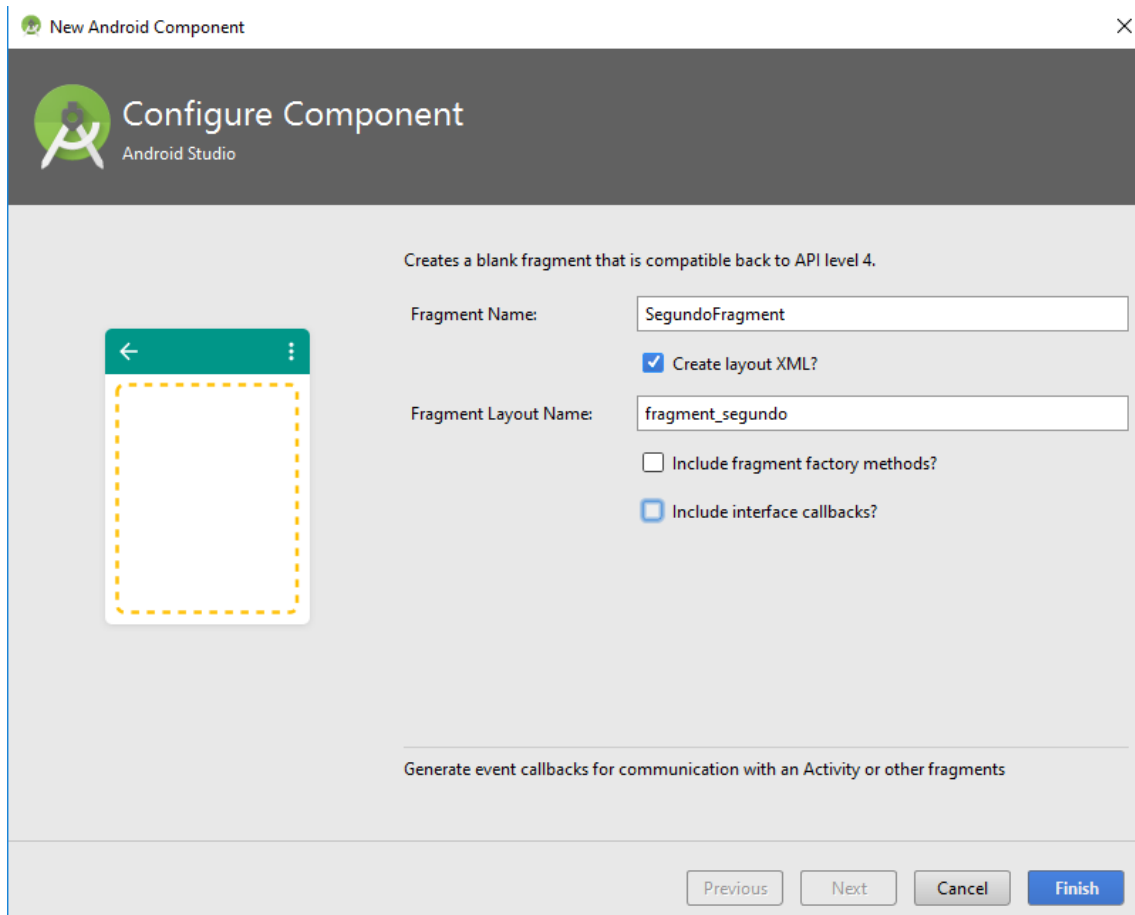 New Android Component
Configure Component
Android Studio
Creates a blank fragment that is compatible back to API level 4.
Fragment Name: SegundoFragment
Create layout XML?
Fragment Layout Name: fragment_segundo
Include fragment factory methods?
Include interface callbacks?
Generate event callbacks for communication with an Activity or other fragments
Previous Next Cancel Finish